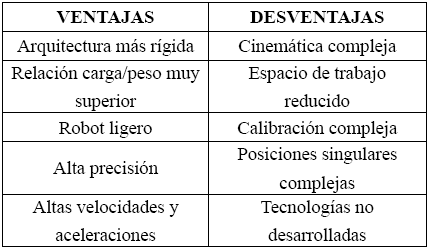 VENTAJAS
DESVENTAJAS
Arquitectura más rígida
Cinemática compleja
Relación carga/peso muy
superior
Espacio de trabajo
reducido
Robot ligero
Calibración compleja
Alta precisión
Posiciones singulares
complejas
Altas velocidades y
aceleraciones
Tecnologías no
desarrolladas